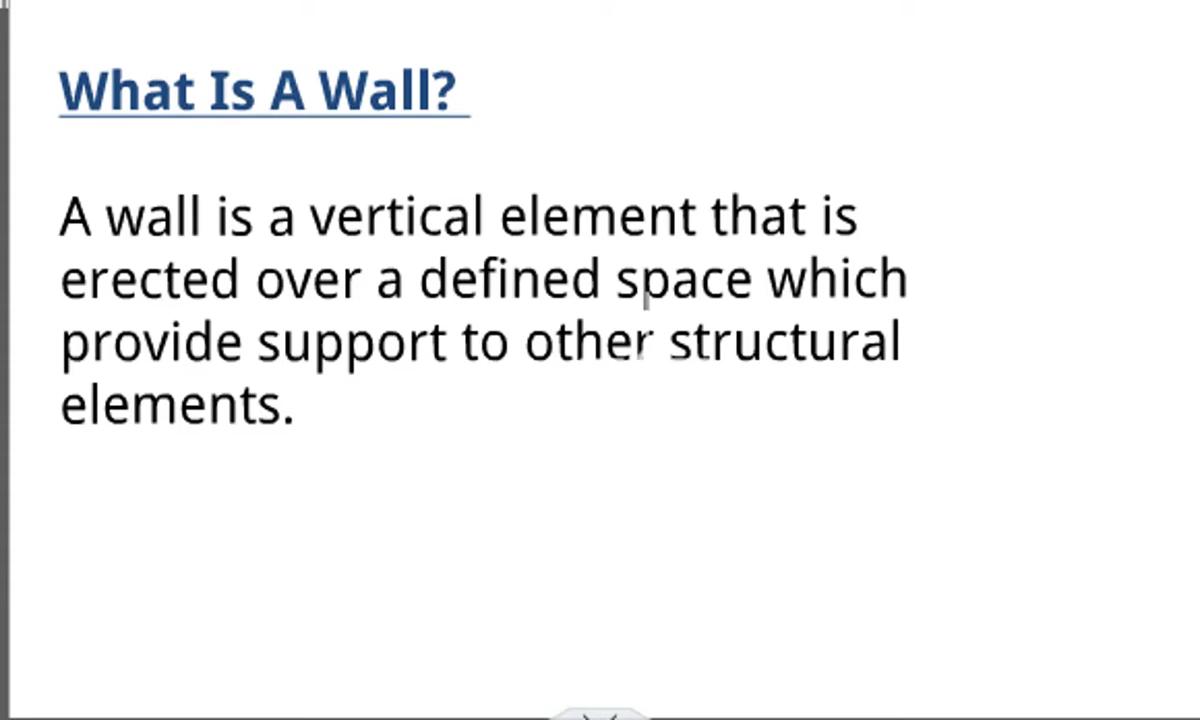 What Is A Wall?
A wall is a vertical element that is
erected over a defined space which
provide support to other structural
elements.